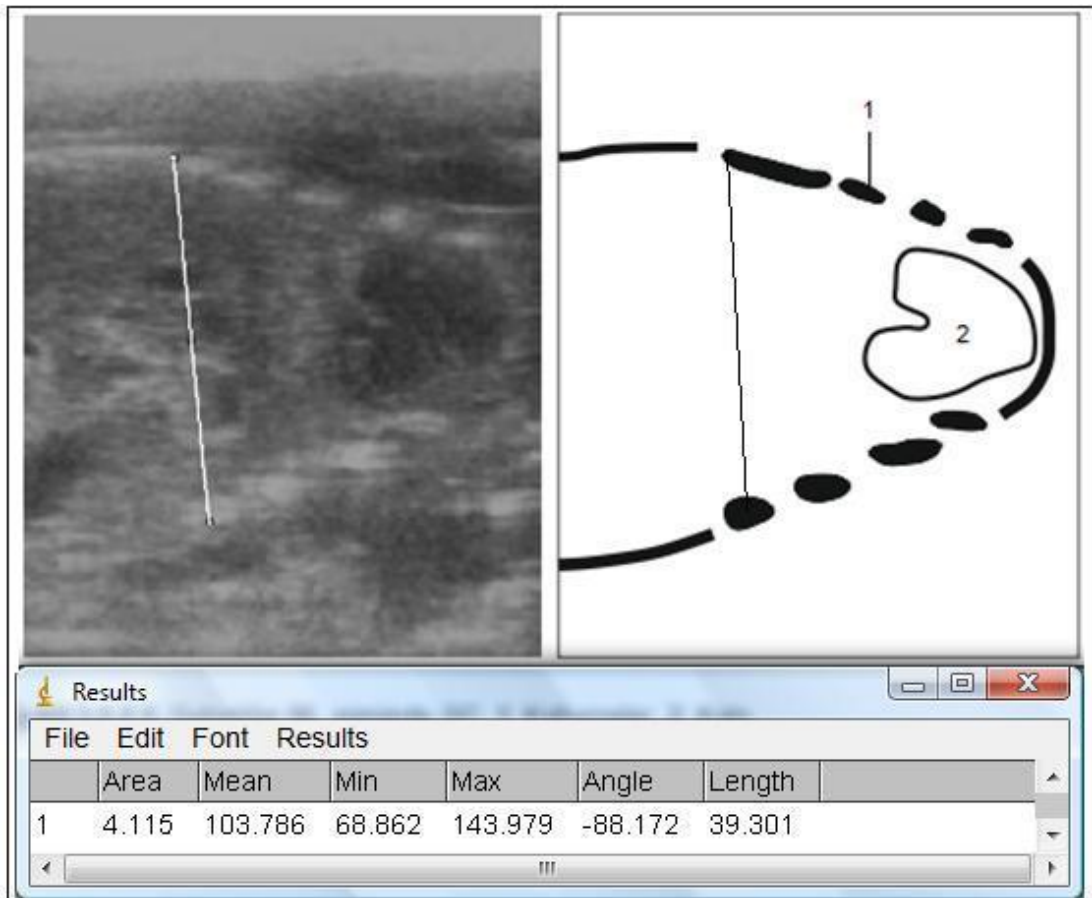 1
2
Results
File Edit Font Results
Area Mean Min Max Angle Length
1 4.115 103.786 68.862 143.979 -88.172 39.301